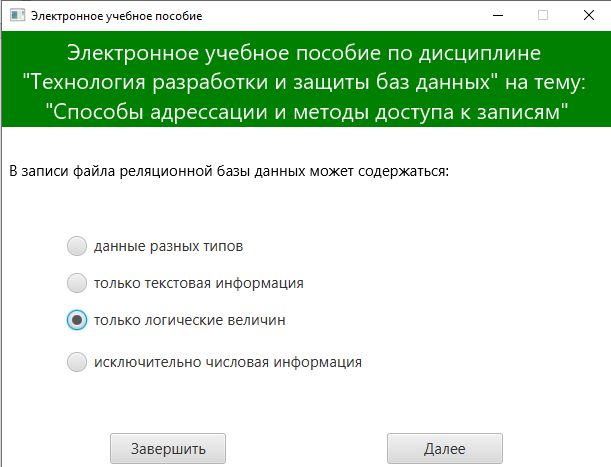 Электронное учебное пособие
Электронное учебное пособие по дисциплине
"Технология разработки и защиты баз данных" на тему:
"Способы адрессации и методы доступа к записям"
В записи файла реляционной базы данных может содержаться:
данные разных типов
только текстовая информация
только логические величин
исключительно числовая информация
Завершить
Далее